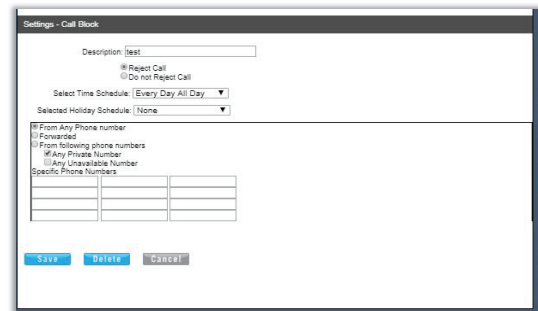 Settings - Call Block
Description: test
Reject Call
Do not Reject Call
Select Time Schedule: Every Day All Day
Selected Holiday Schedule: None
From Any Phone number
Forwarded
From following phone numbers
Any Private Number
Any Unavailable Number
Specific Phone Numbers
Save Delete Cancel